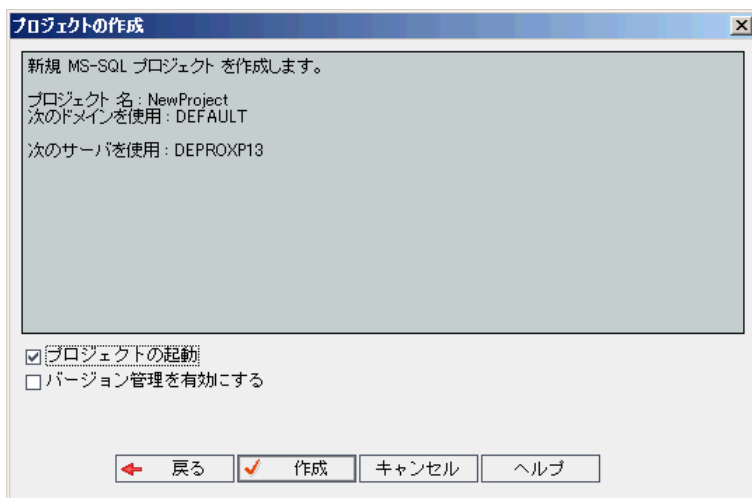 プロジェクトの作成
新規 MS-SQL プロジェクト を作成します。
プロジェクト 名 : NewProject
次のドメインを使用 : DEFAULT
次のサーバを使用 : DEPROXP13
プロジェクトの起動
バージョン管理を有効にする
戻る 作成 キャンセル ヘルプ